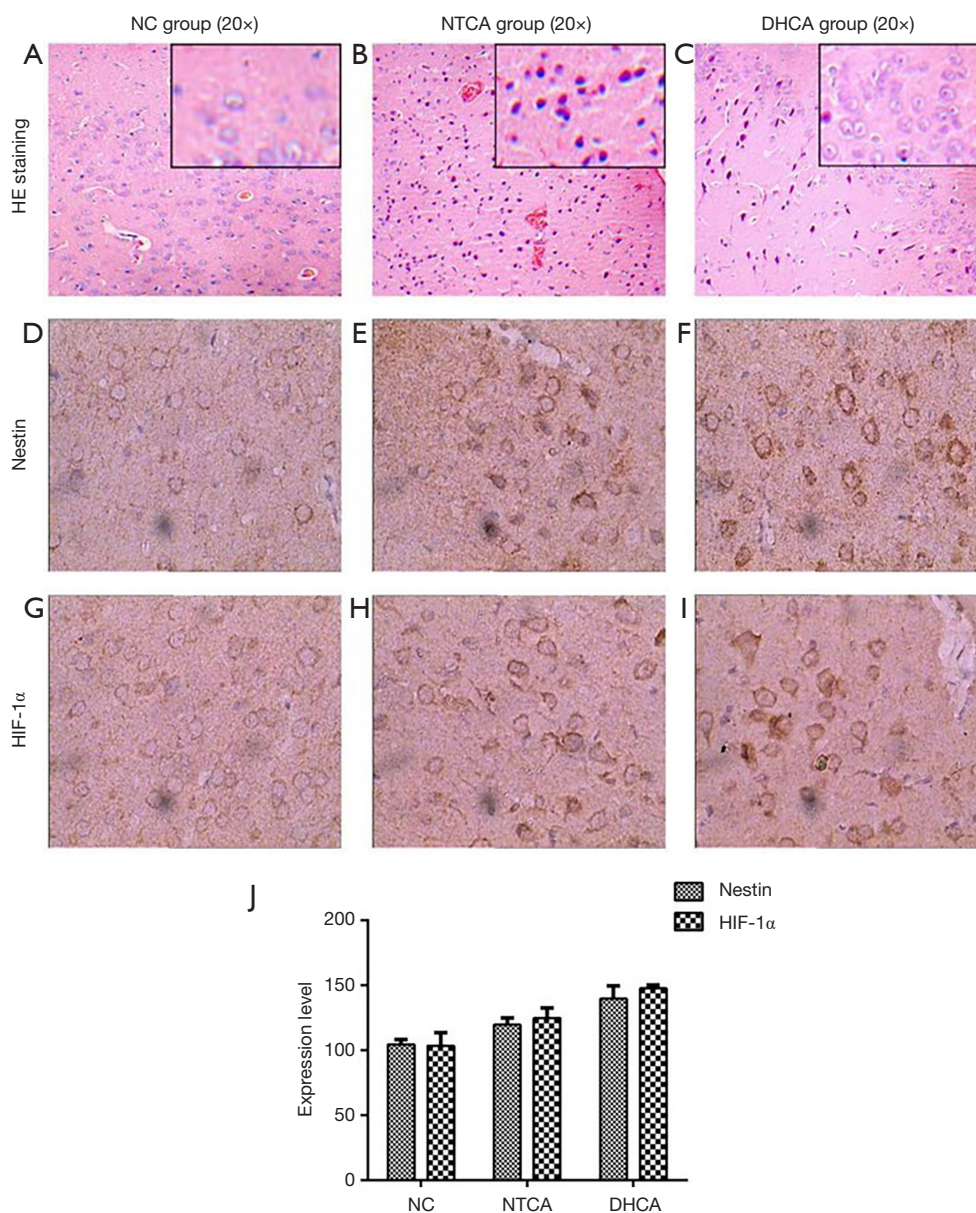 NC group (20×) NTCA group (20×) DHCA group (20×)
A B C
HE staining
D E F
Nestin
G H I
HIF-1α
J
Nestin
HIF-1α
200
150
100
50
0
Expression level
NC NTCA DHCA